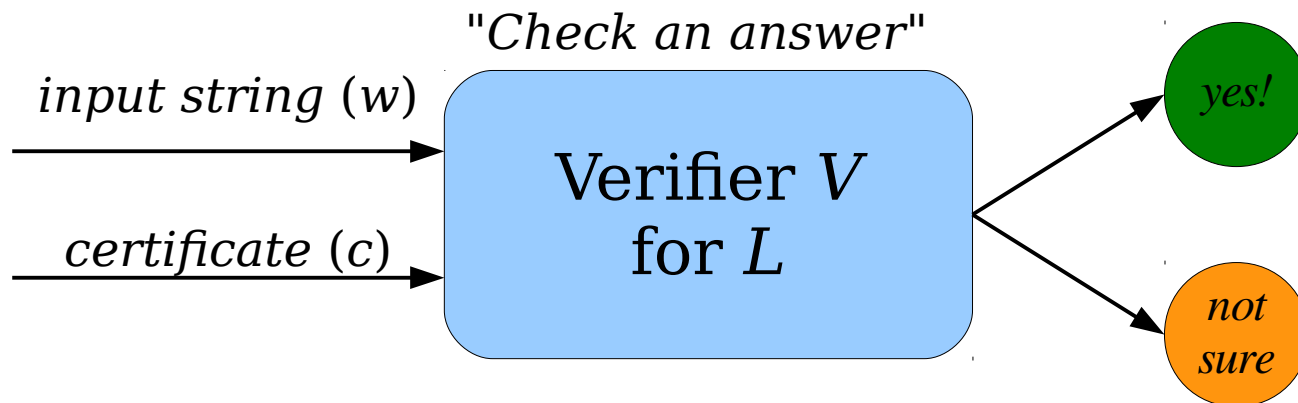 "Check an answer"
input string (w)
certificate (c)
Verifier V
for L
yes!
not
sure